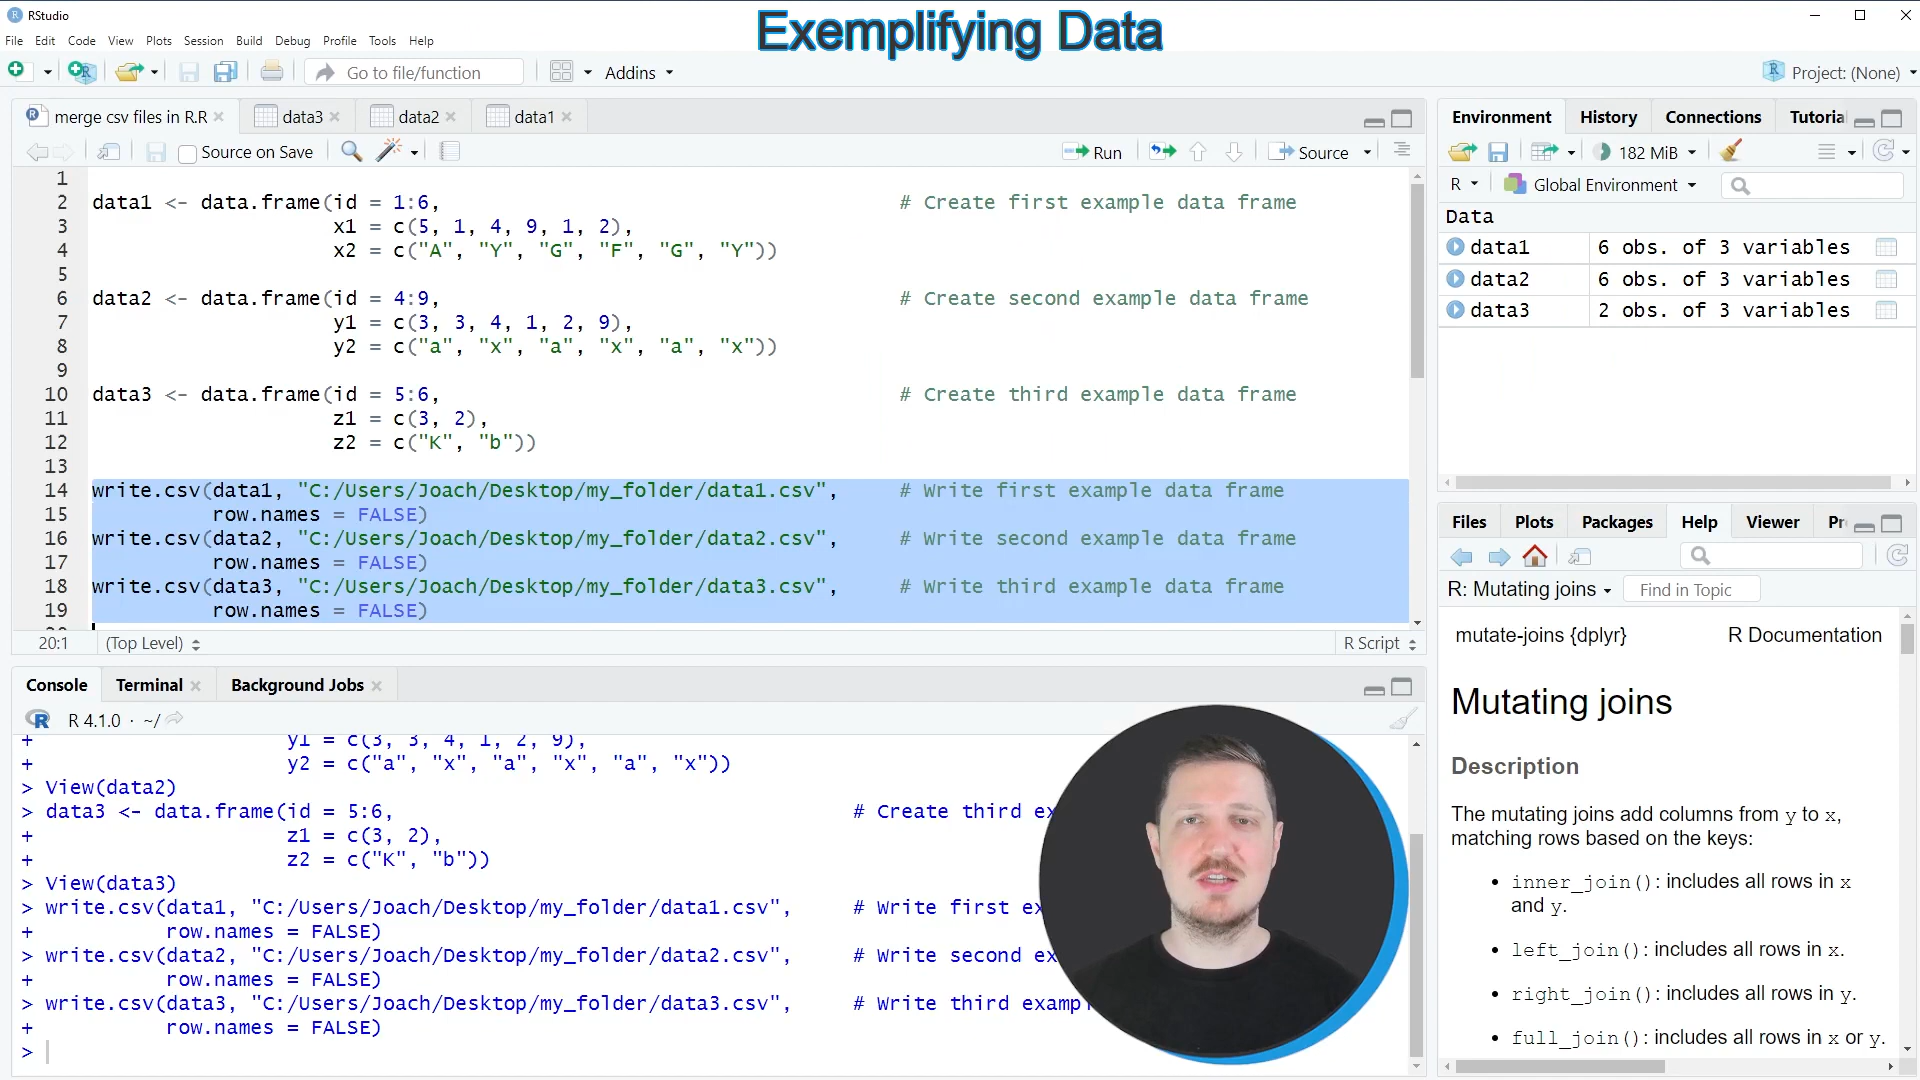 RStudio
Exemplifying Data
File Edit Code View Plots Session Build Debug Profile Tools Help
Go to file/function Addins Project: (None)
merge csv files in R.R data3 data2 data1
Source on Save Run Source
1
2 data1 <- data.frame(id = 1:6, # Create first example data frame
3 x1 = c(5, 1, 4, 9, 1, 2),
4 x2 = c("A", "Y", "G", "F", "G", "Y"))
5
6 data2 <- data.frame(id = 4:9, # Create second example data frame
7 y1 = c(3, 3, 4, 1, 2, 9),
8 y2 = c("a", "x", "a", "x", "a", "x"))
9
10 data3 <- data.frame(id = 5:6, # Create third example data frame
11 z1 = c(3, 2),
12 z2 = c("K", "b"))
13
14 write.csv(data1, "C:/Users/Joach/Desktop/my_folder/data1.csv", # Write first example data frame
15 row.names = FALSE)
16 write.csv(data2, "C:/Users/Joach/Desktop/my_folder/data2.csv", # Write second example data frame
17 row.names = FALSE)
18 write.csv(data3, "C:/Users/Joach/Desktop/my_folder/data3.csv", # Write third example data frame
19 row.names = FALSE)
20:1 (Top Level) R Script
Console Terminal Background Jobs
R 4.1.0 · ~/
+ y1 = c(3, 3, 4, 1, 2, 9),
+ y2 = c("a", "x", "a", "x", "a", "x"))
> View(data2)
> data3 <- data.frame(id = 5:6, # Create third ex
+ z1 = c(3, 2),
+ z2 = c("K", "b"))
> View(data3)
> write.csv(data1, "C:/Users/Joach/Desktop/my_folder/data1.csv", # Write first ex
+ row.names = FALSE)
> write.csv(data2, "C:/Users/Joach/Desktop/my_folder/data2.csv", # Write second ex
+ row.names = FALSE)
> write.csv(data3, "C:/Users/Joach/Desktop/my_folder/data3.csv", # Write third examp
+ row.names = FALSE)
>
Environment History Connections Tutoria
182 MiB
R Global Environment
Data
data1 6 obs. of 3 variables
data2 6 obs. of 3 variables
data3 2 obs. of 3 variables
Files Plots Packages Help Viewer Pr
R: Mutating joins Find in Topic
mutate-joins {dplyr} R Documentation
Mutating joins
Description
The mutating joins add columns from y to x,
matching rows based on the keys:
• inner_join(): includes all rows in x
and y.
• left_join(): includes all rows in x.
• right_join(): includes all rows in y.
• full_join(): includes all rows in x or y.